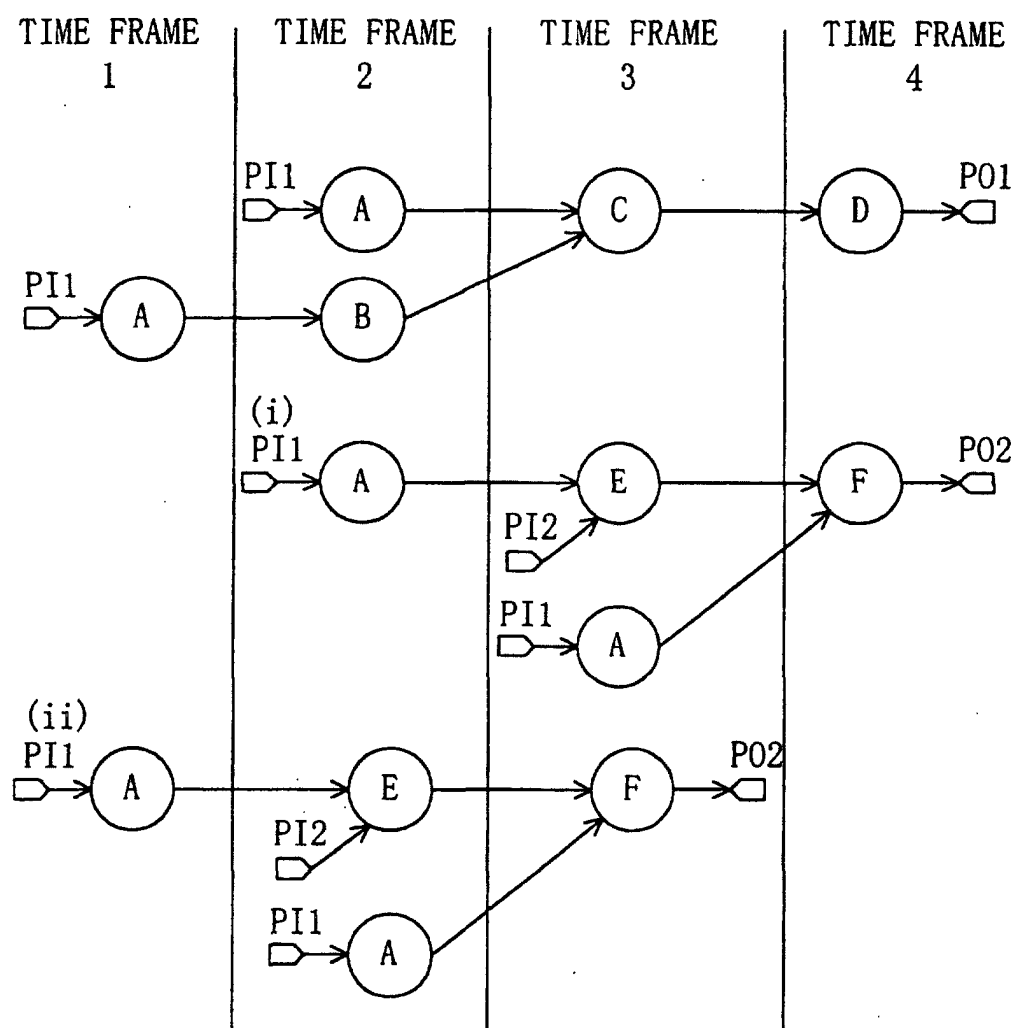 TIME FRAME 1
TIME FRAME 2
TIME FRAME 3
TIME FRAME 4
PI1
A
C
D
PO1
PI1
A
B
(i)
PI1
A
E
F
PO2
PI2
PI1
A
(ii)
PI1
A
E
F
PO2
PI2
PI1
A